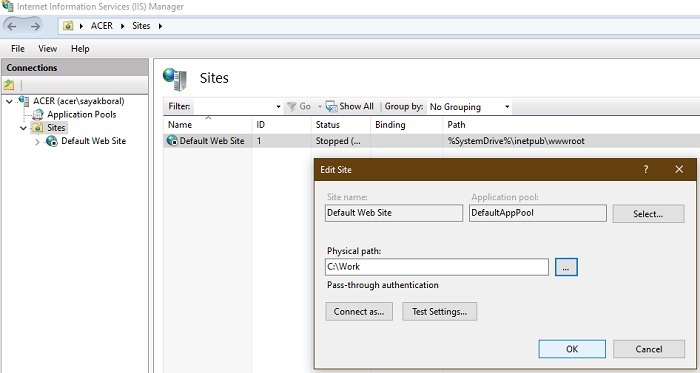 Internet Information Services (IIS) Manager
ACER Sites
File View Help
Connections
ACER (acer\sayakboral)
Application Pools
Sites
Default Web Site
Sites
Filter: Go Show All Group by: No Grouping
Name ID Status Binding Path
Default Web Site 1 Stopped (... %SystemDrive%\inetpub\wwwroot
Edit Site ? ×
Site name: Application pool:
Default Web Site DefaultAppPool Select...
Physical path:
C:\Work ...
Pass-through authentication
Connect as... Test Settings...
OK Cancel